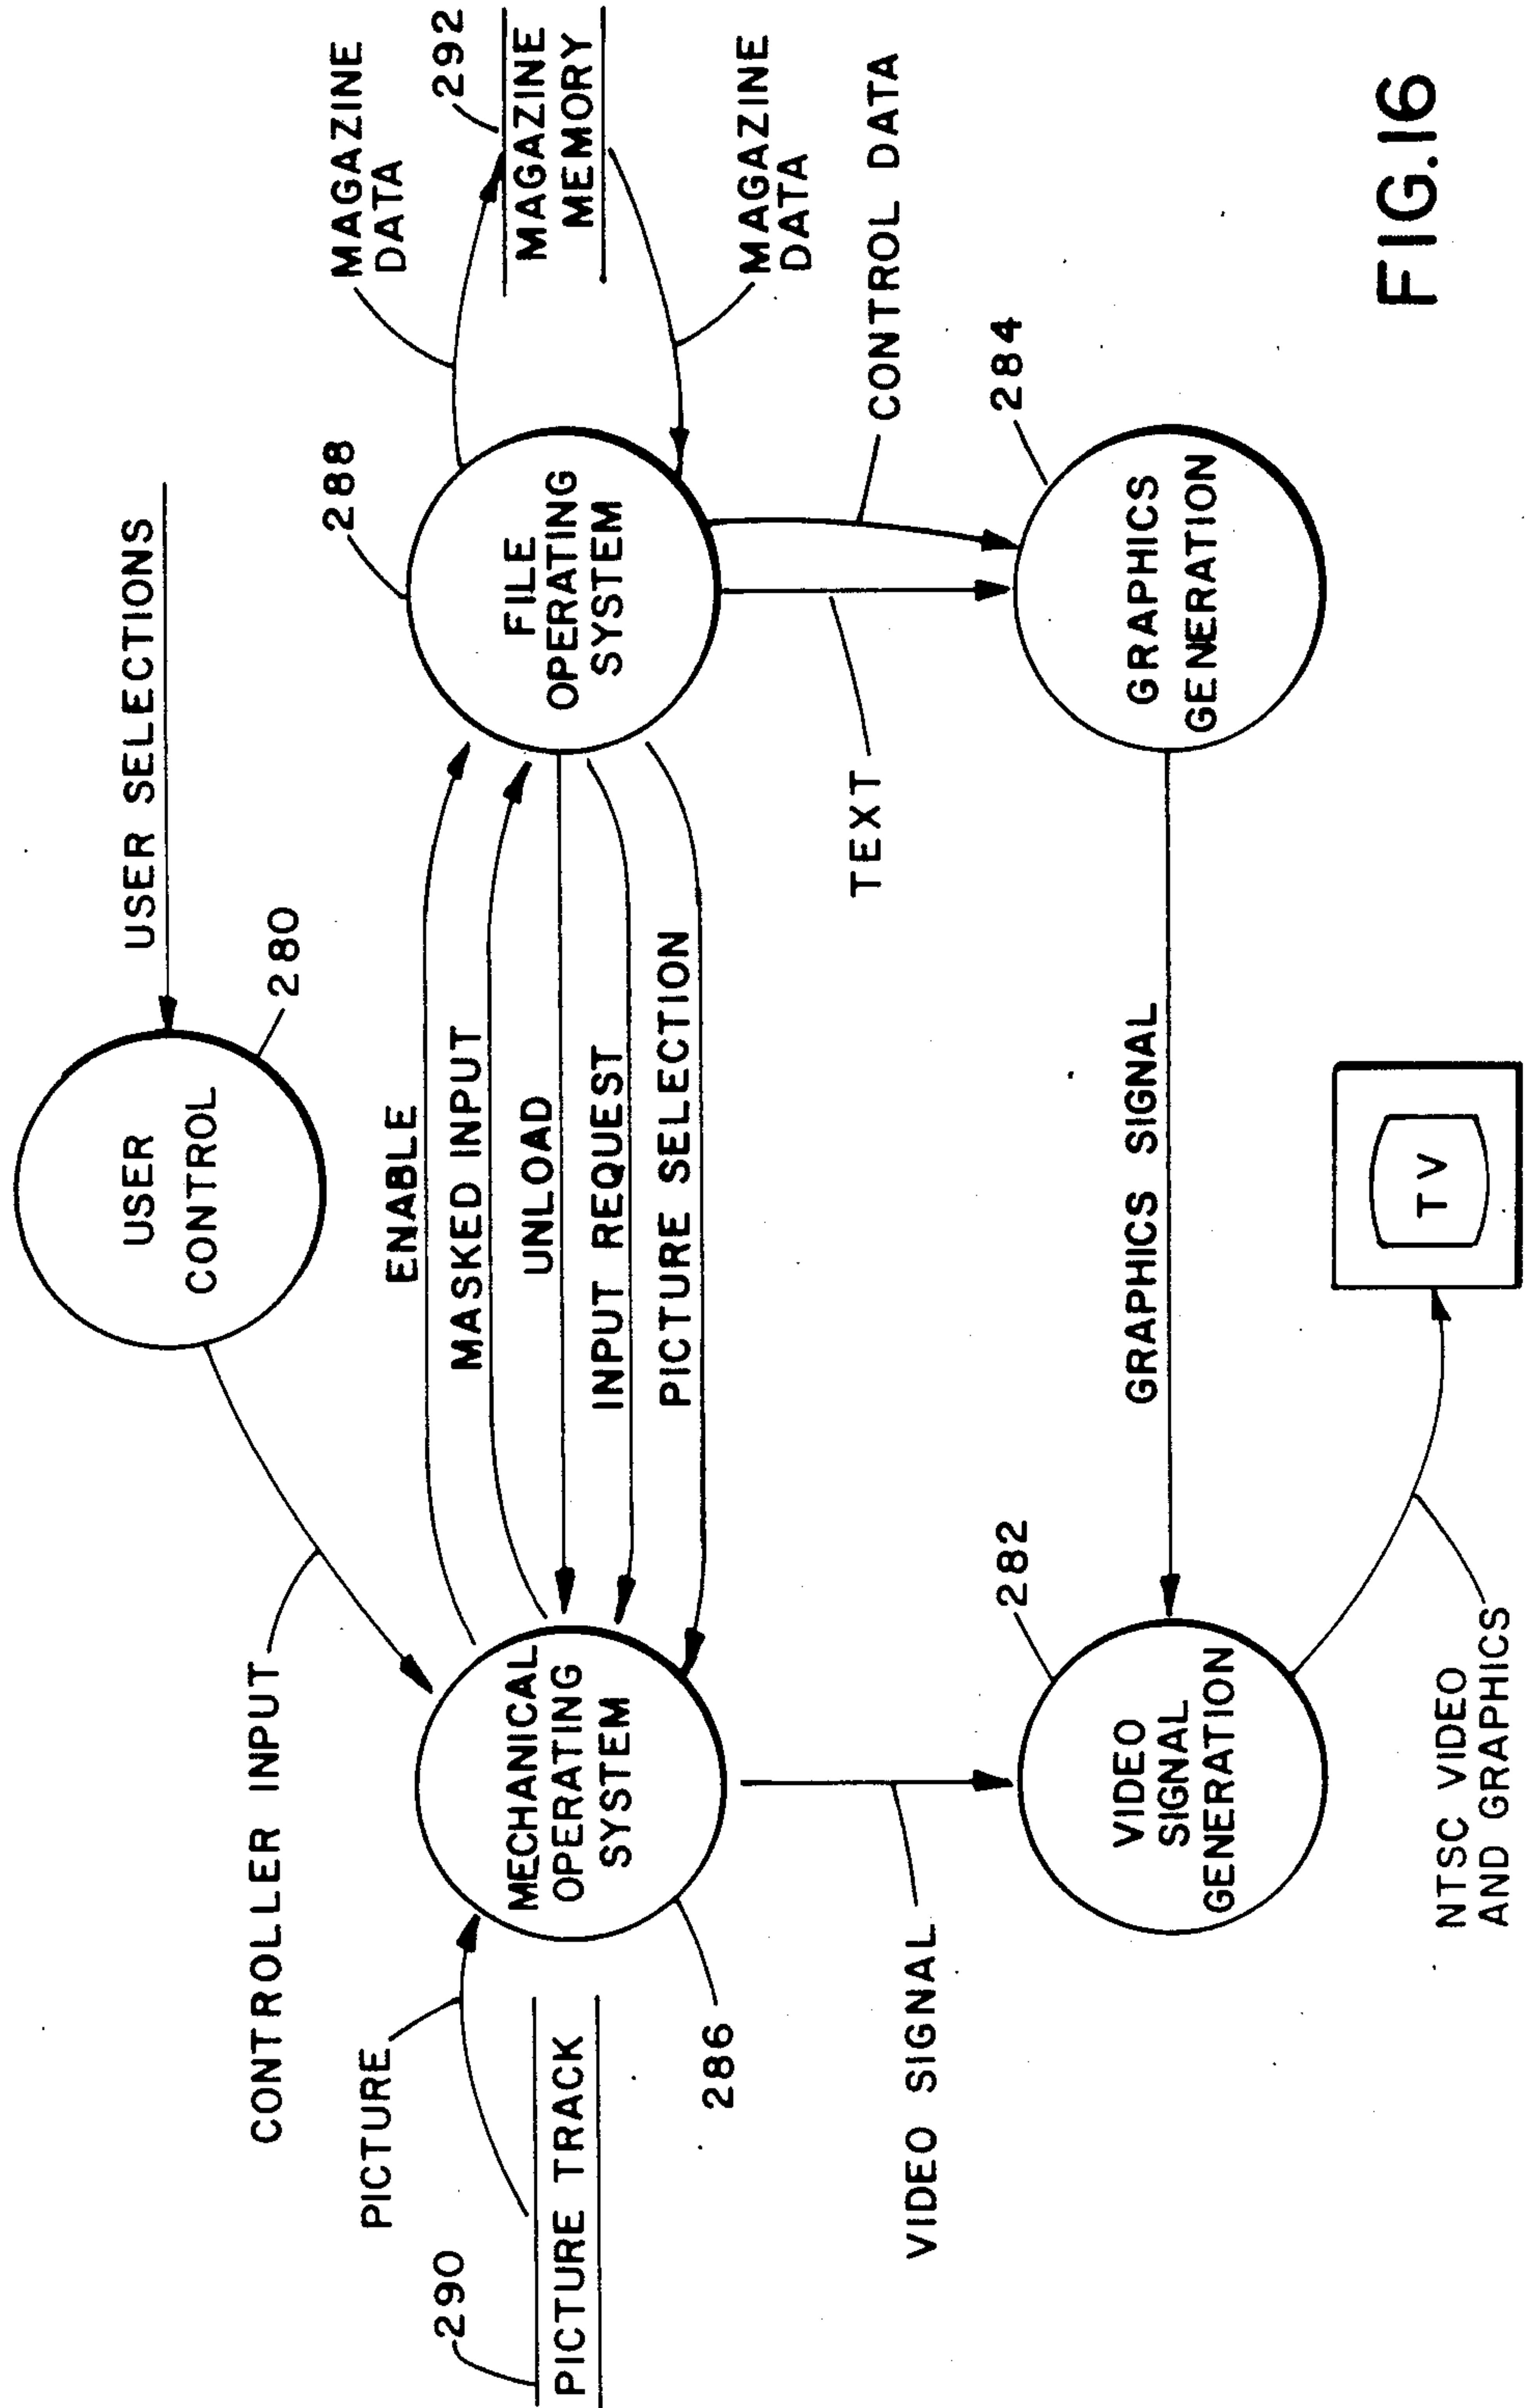 USER SELECTIONS
USER
CONTROL
280
CONTROLLER INPUT
PICTURE
290
PICTURE TRACK
MECHANICAL
OPERATING
SYSTEM
286
ENABLE
MASKED INPUT
UNLOAD
INPUT REQUEST
PICTURE SELECTION
288
FILE
OPERATING
SYSTEM
MAGAZINE
DATA
292
MAGAZINE
MEMORY
MAGAZINE
DATA
CONTROL DATA
TEXT
VIDEO SIGNAL
282
VIDEO
SIGNAL
GENERATION
GRAPHICS SIGNAL
284
GRAPHICS
GENERATION
TV
NTSC VIDEO
AND GRAPHICS
FIG.16